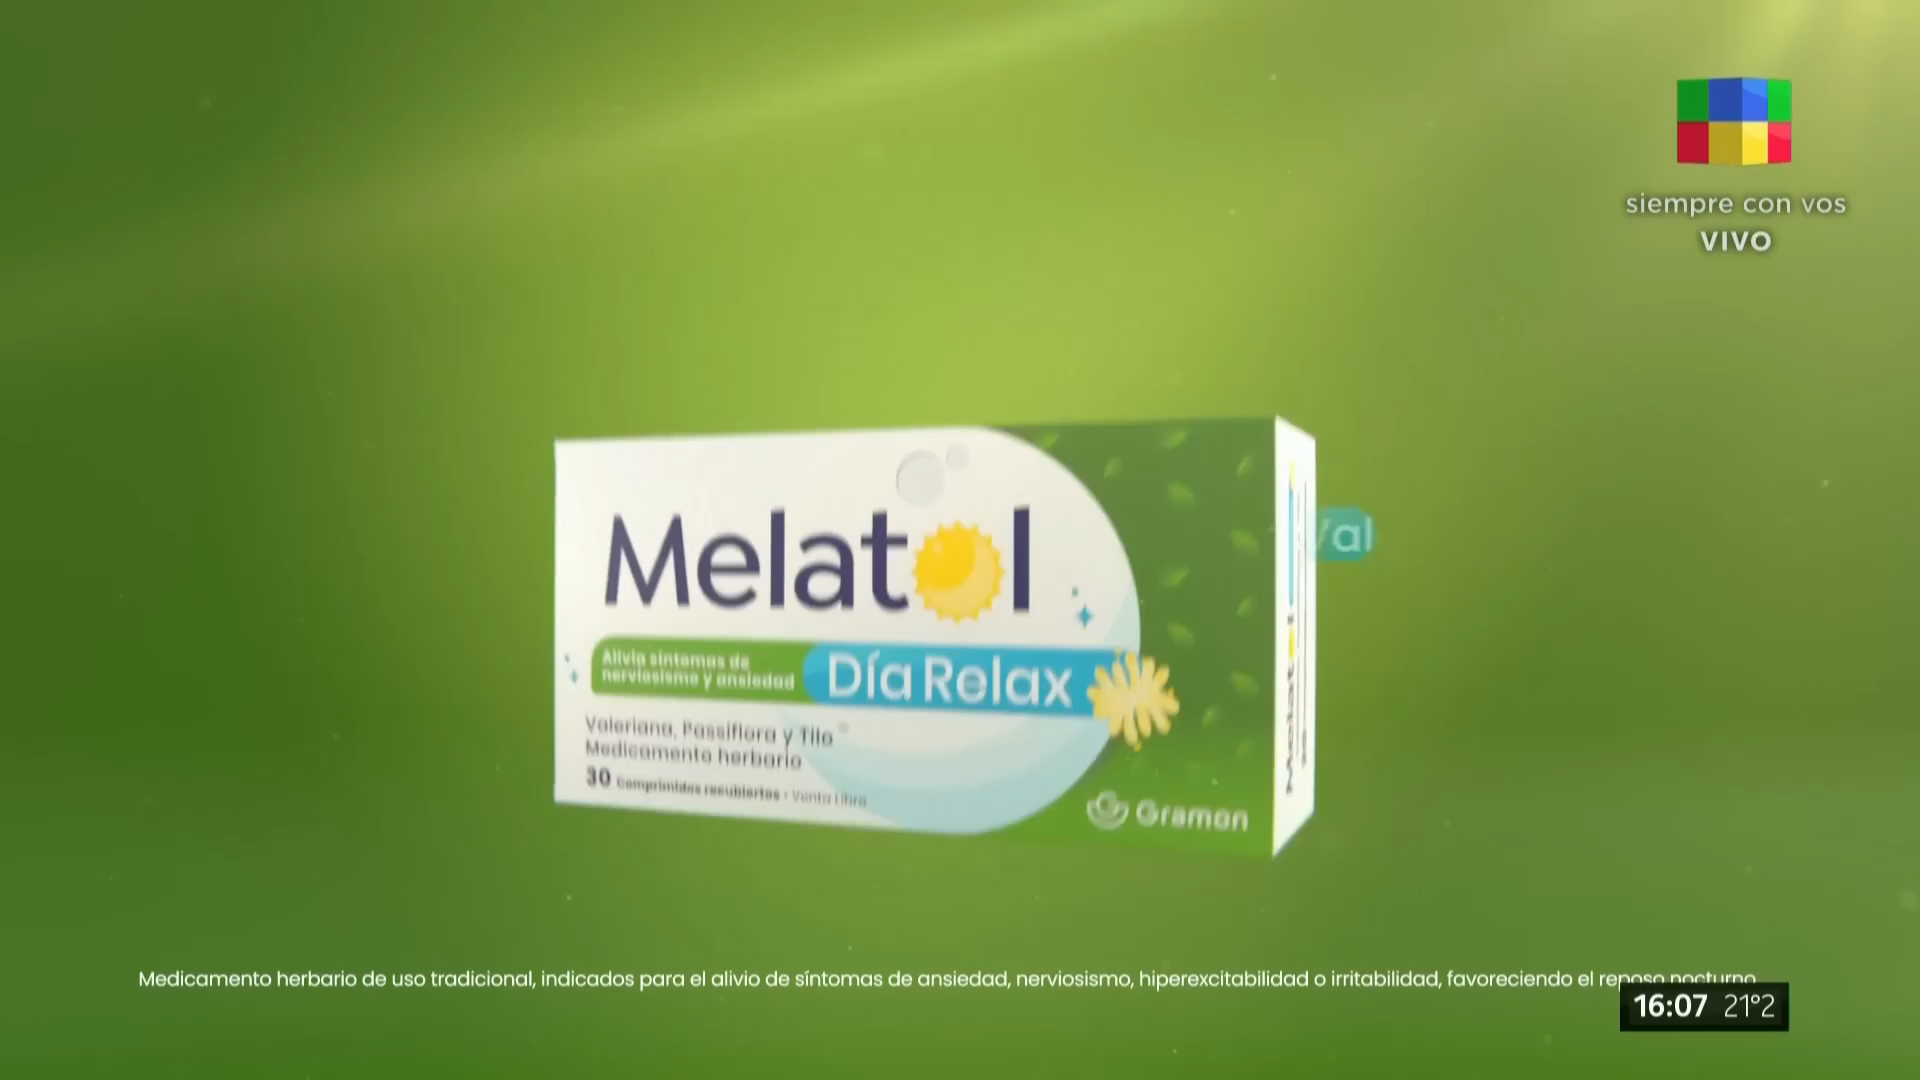 siempre con vos
VIVO
Melatol
Alivia síntomas de
nerviosismo y ansiedad
Día Relax
Valeriana, Passiflora y Tilo
Medicamento herbario
30 Comprimidos recubiertos • Venta Libre
Gramon
Melatol
Val
Medicamento herbario de uso tradicional, indicados para el alivio de síntomas de ansiedad, nerviosismo, hiperexcitabilidad o irritabilidad, favoreciendo el reposo nocturno.
16:07 21°2